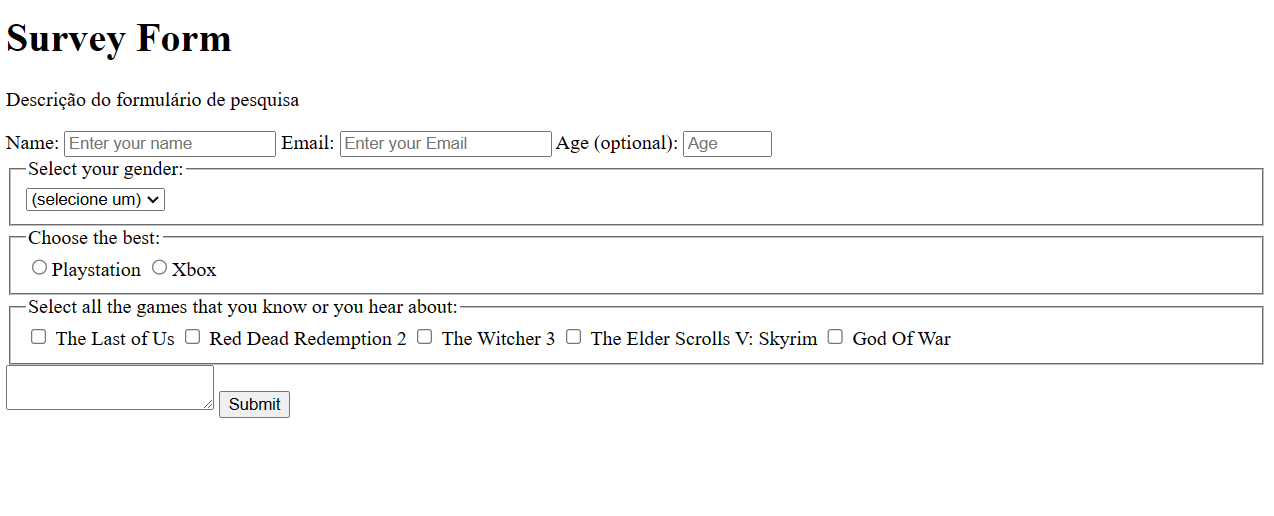 Survey Form
Descrição do formulário de pesquisa
Name: Enter your name Email: Enter your Email Age (optional): Age
Select your gender:
(selecione um)
Choose the best:
Playstation Xbox
Select all the games that you know or you hear about:
The Last of Us Red Dead Redemption 2 The Witcher 3 The Elder Scrolls V: Skyrim God Of War
Submit